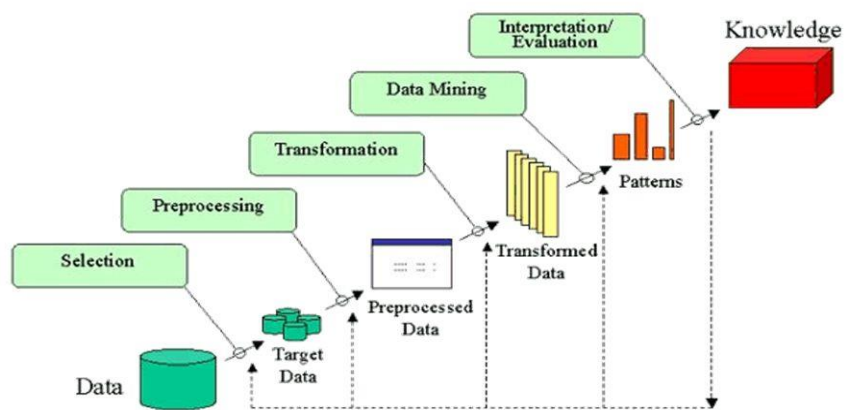 Interpretation/
Evaluation
Knowledge
Data Mining
Transformation
Patterns
Preprocessing
Transformed
Data
Selection
Preprocessed
Data
Target
Data
Data